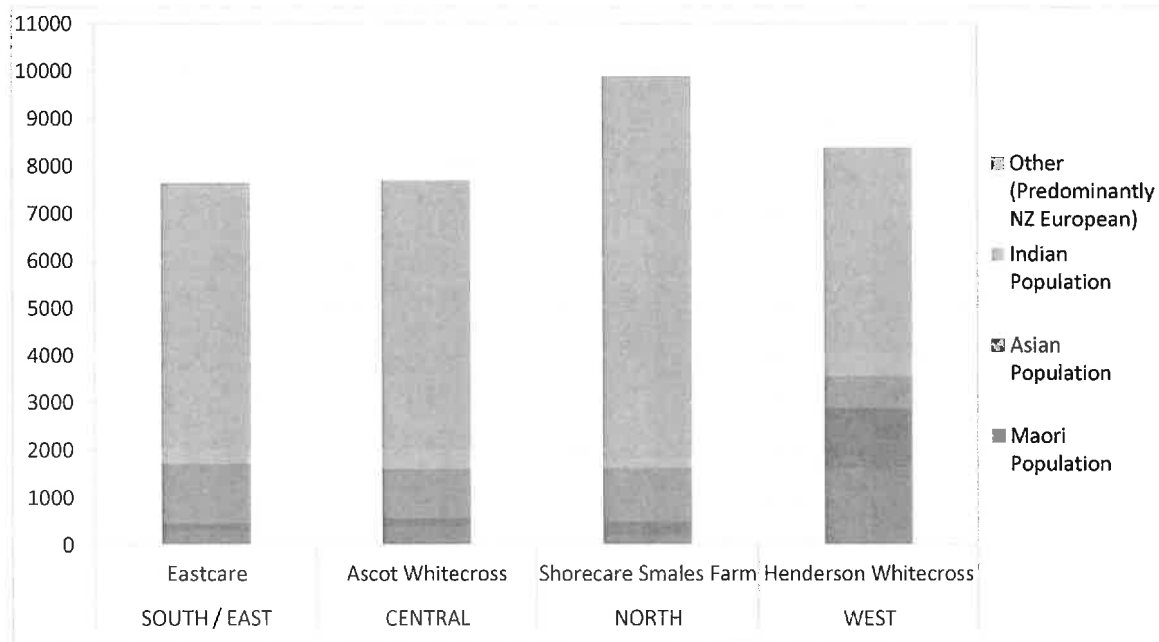 11000
10000
9000
8000
7000
6000
5000
4000
3000
2000
1000
0
Eastcare
Ascot Whitecross
Shorecare Smales Farm
Henderson Whitecross
SOUTH / EAST
CENTRAL
NORTH
WEST
Other
(Predominantly
NZ European)
Indian
Population
Asian
Population
Maori
Population